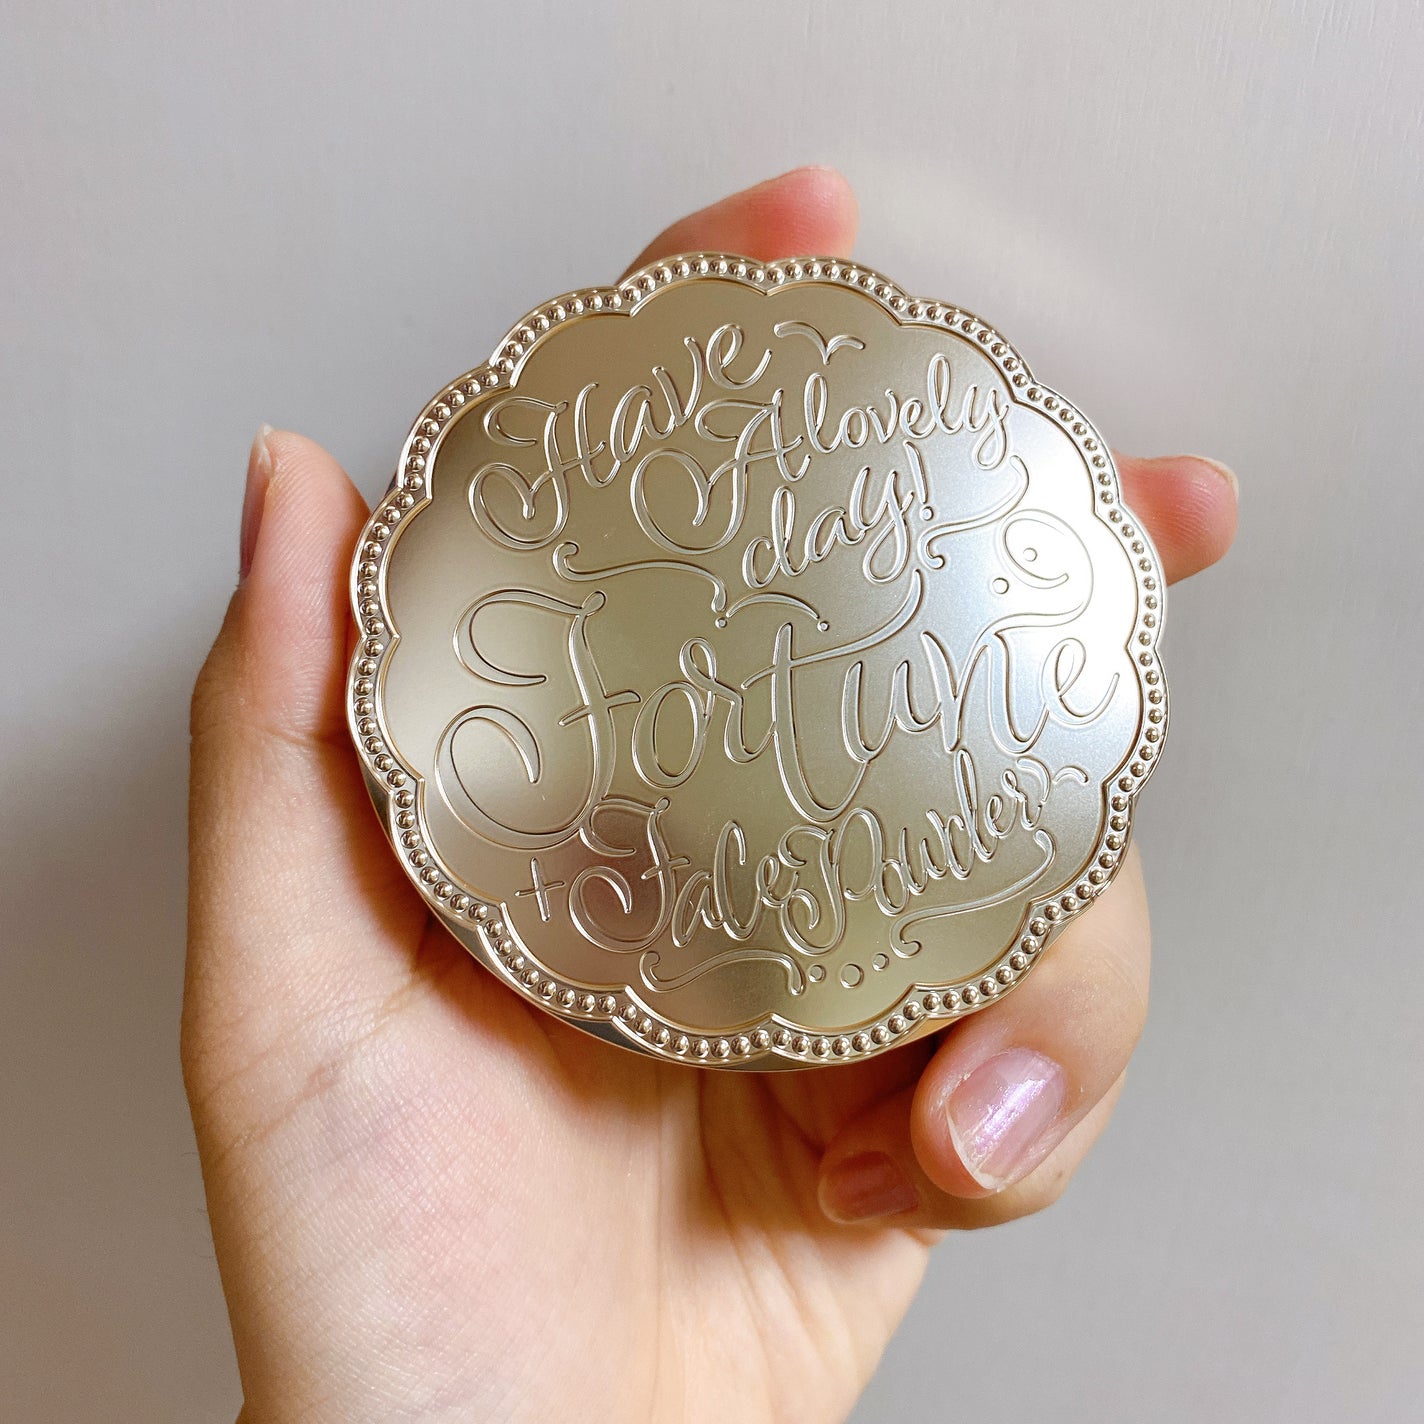 Have
A lovely
day!
Fortune
+ Face Powder